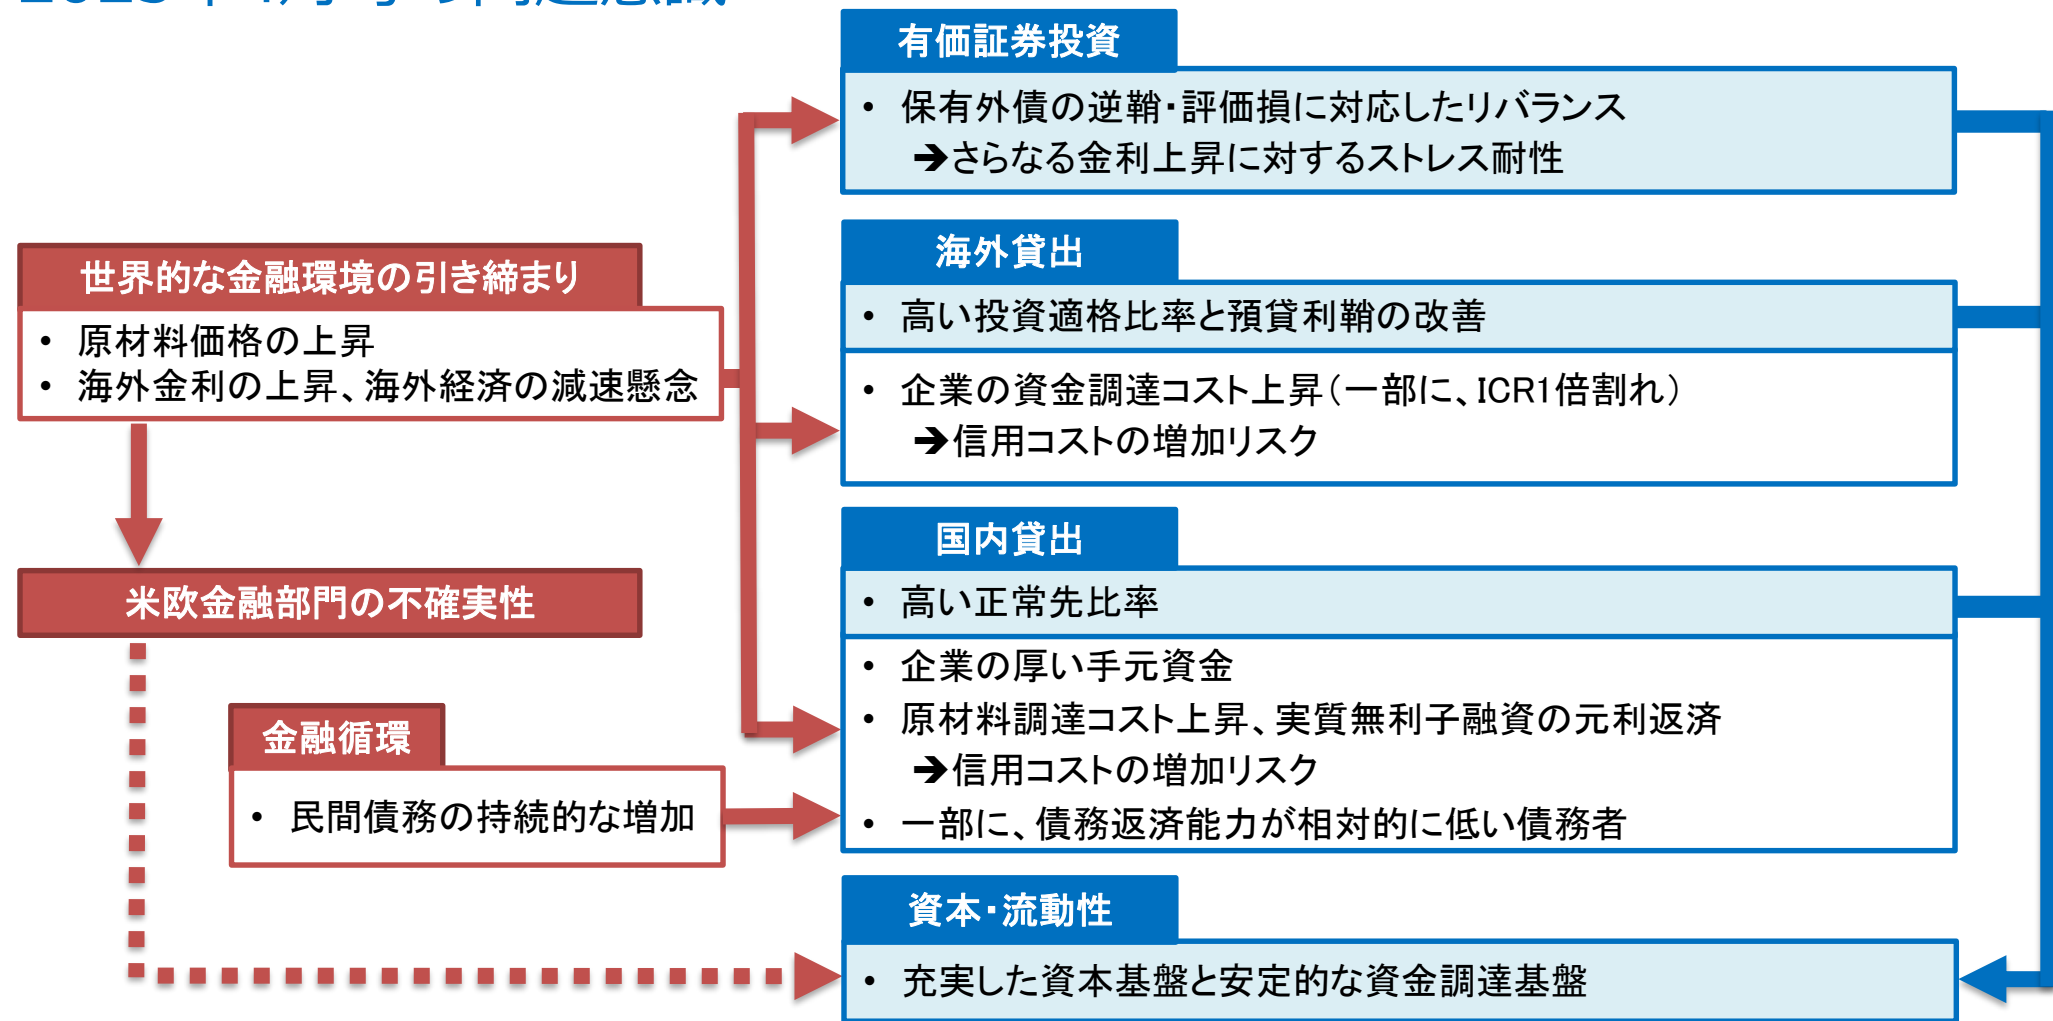 有価証券投資
• 保有外債の逆鞘・評価損に対応したリバランス
➔さらなる金利上昇に対するストレス耐性
海外貸出
• 高い投資適格比率と預貸利鞘の改善
• 企業の資金調達コスト上昇（一部に、ICR1倍割れ）
➔信用コストの増加リスク
世界的な金融環境の引き締まり
• 原材料価格の上昇
• 海外金利の上昇、海外経済の減速懸念
米欧金融部門の不確実性
金融循環
• 民間債務の持続的な増加
国内貸出
• 高い正常先比率
• 企業の厚い手元資金
• 原材料調達コスト上昇、実質無利子融資の元利返済
➔信用コストの増加リスク
• 一部に、債務返済能力が相対的に低い債務者
資本・流動性
• 充実した資本基盤と安定的な資金調達基盤